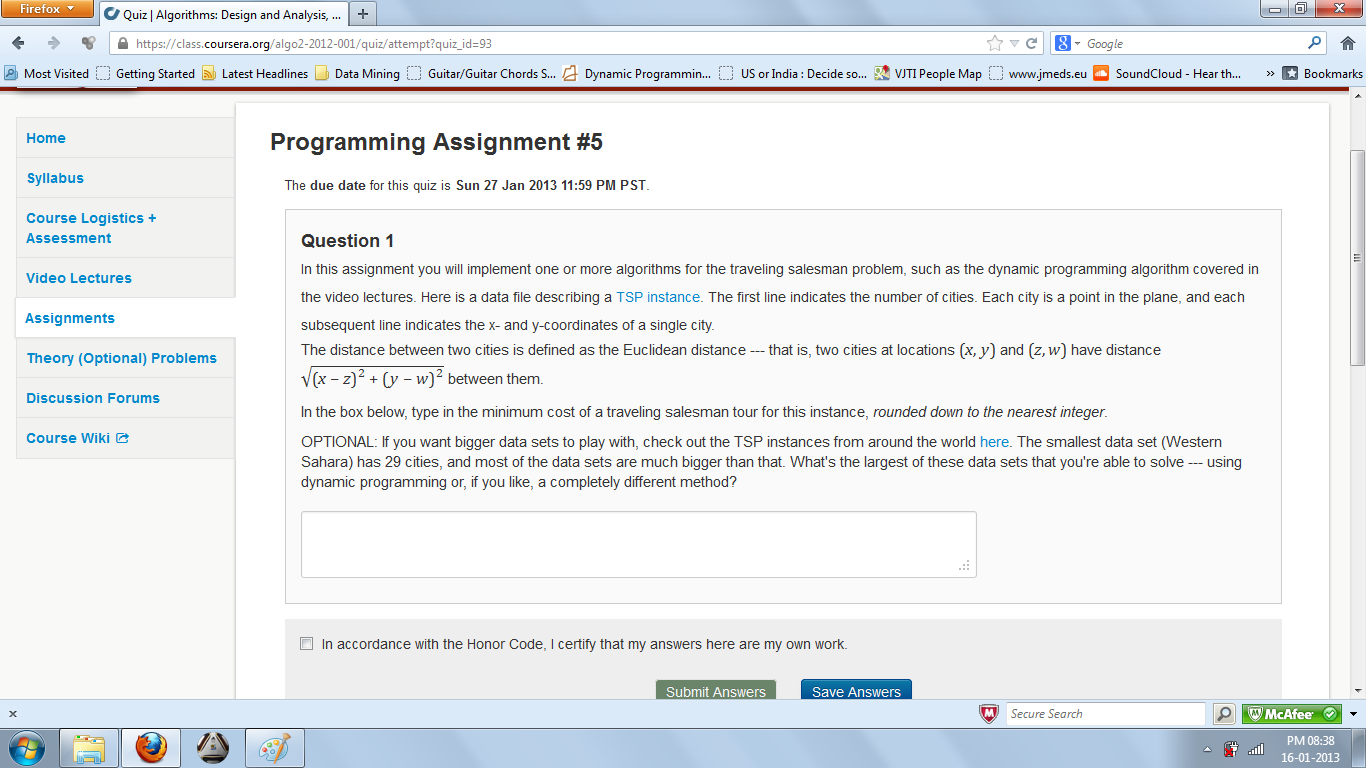 Firefox
Quiz | Algorithms: Design and Analysis, ...
https://class.coursera.org/algo2-2012-001/quiz/attempt?quiz_id=93
Google
Most Visited Getting Started Latest Headlines Data Mining Guitar/Guitar Chords S... Dynamic Programmin... US or India : Decide so... VJTI People Map www.jmeds.eu SoundCloud - Hear th... » Bookmarks
Home
Syllabus
Course Logistics +
Assessment
Video Lectures
Assignments
Theory (Optional) Problems
Discussion Forums
Course Wiki
Programming Assignment #5
The due date for this quiz is Sun 27 Jan 2013 11:59 PM PST.
Question 1
In this assignment you will implement one or more algorithms for the traveling salesman problem, such as the dynamic programming algorithm covered in
the video lectures. Here is a data file describing a TSP instance. The first line indicates the number of cities. Each city is a point in the plane, and each
subsequent line indicates the x- and y-coordinates of a single city.
The distance between two cities is defined as the Euclidean distance --- that is, two cities at locations (x, y) and (z, w) have distance
√(x − z)² + (y − w)² between them.
In the box below, type in the minimum cost of a traveling salesman tour for this instance, rounded down to the nearest integer.
OPTIONAL: If you want bigger data sets to play with, check out the TSP instances from around the world here. The smallest data set (Western
Sahara) has 29 cities, and most of the data sets are much bigger than that. What's the largest of these data sets that you're able to solve --- using
dynamic programming or, if you like, a completely different method?
In accordance with the Honor Code, I certify that my answers here are my own work.
Submit Answers Save Answers
x
Secure Search
McAfee
PM 08:38
16-01-2013